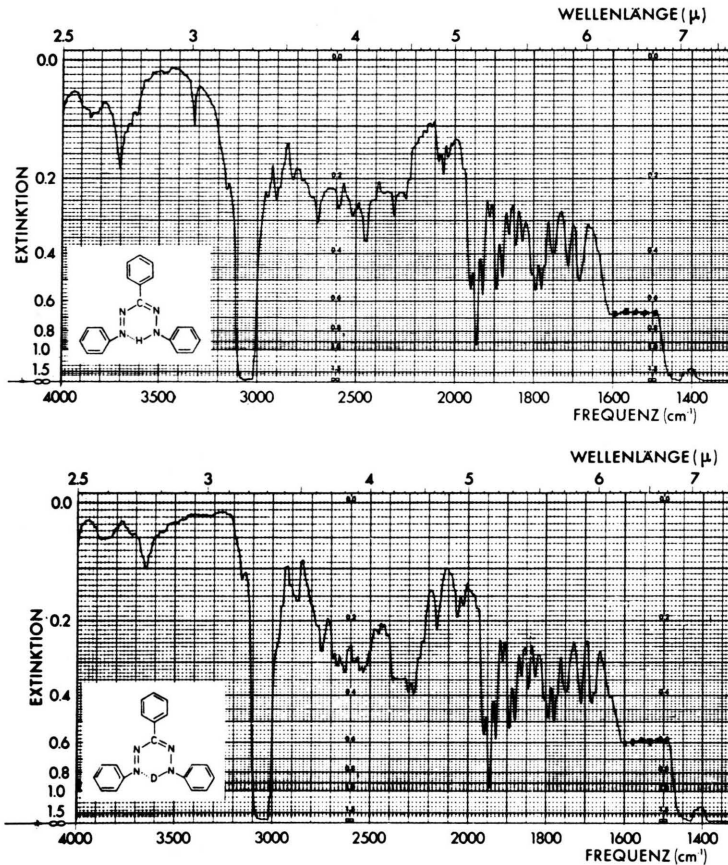 WELLENLÄNGE (μ)
2.5 3 4 5 6 7
0.0
0.2
0.4
0.6
0.8
1.0
1.5
∞
EXTINKTION
C
N N
N N
H
4000 3500 3000 2500 2000 1800 1600 1400
FREQUENZ (cm⁻¹)
WELLENLÄNGE (μ)
2.5 3 4 5 6 7
0.0
0.2
0.4
0.6
0.8
1.0
1.5
∞
EXTINKTION
C
N N
N N
D
4000 3500 3000 2500 2000 1800 1600 1400
FREQUENZ (cm⁻¹)